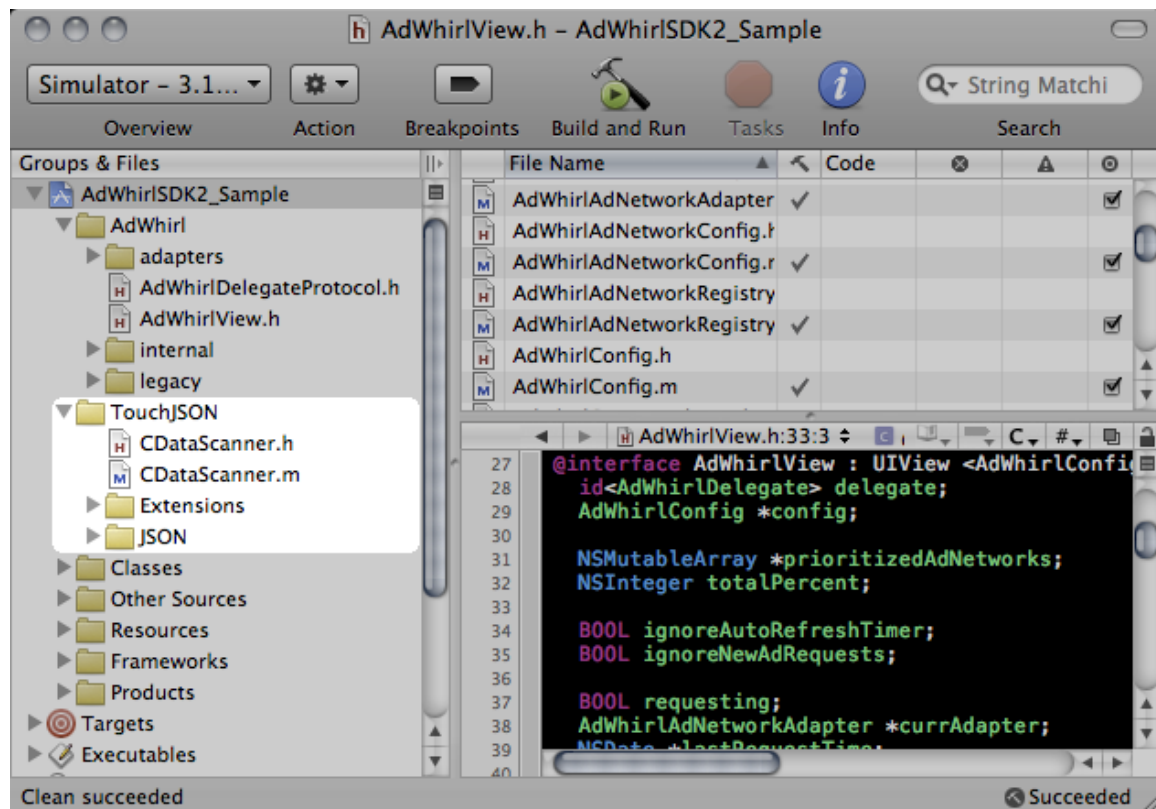 AdWhirlView.h – AdWhirlSDK2_Sample
Simulator – 3.1...
String Matchi
Overview Action Breakpoints Build and Run Tasks Info Search
Groups & Files
AdWhirlSDK2_Sample
AdWhirl
adapters
AdWhirlDelegateProtocol.h
AdWhirlView.h
internal
legacy
TouchJSON
CDataScanner.h
CDataScanner.m
Extensions
JSON
Classes
Other Sources
Resources
Frameworks
Products
Targets
Executables
File Name Code
AdWhirlAdNetworkAdapter
AdWhirlAdNetworkConfig.h
AdWhirlAdNetworkConfig.r
AdWhirlAdNetworkRegistry
AdWhirlAdNetworkRegistry
AdWhirlConfig.h
AdWhirlConfig.m
AdWhirlView.h:33:3 C #
27 @interface AdWhirlView : UIView <AdWhirlConfig
28 id<AdWhirlDelegate> delegate;
29 AdWhirlConfig *config;
30
31 NSMutableArray *prioritizedAdNetworks;
32 NSInteger totalPercent;
33
34 BOOL ignoreAutoRefreshTimer;
35 BOOL ignoreNewAdRequests;
36
37 BOOL requesting;
38 AdWhirlAdNetworkAdapter *currAdapter;
39 NSDate *lastRequestTime;
40
Clean succeeded
Succeeded